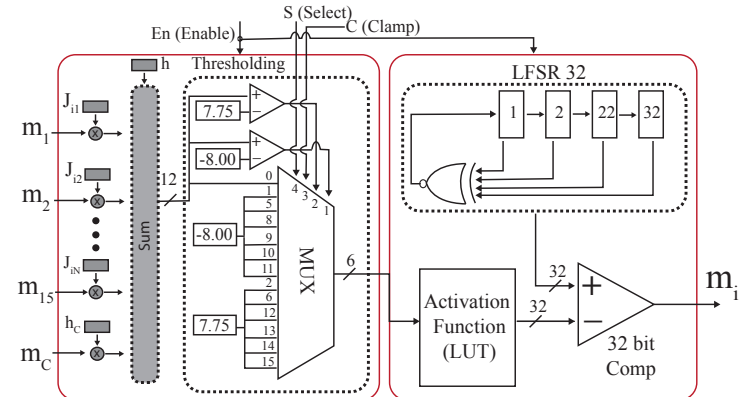 S (Select)
En (Enable)
C (Clamp)
Thresholding
h
J_i1
m_1
x
J_i2
m_2
x
J_iN
m_15
x
h_C
m_C
x
Sum
12
+
7.75
−
+
-8.00
−
4
3
2
1
0
1
5
8
-8.00
9
10
11
2
6
12
7.75
13
14
15
MUX
6
LFSR 32
1
2
22
32
Activation
Function
(LUT)
32
32
+
−
32 bit
Comp
m_i